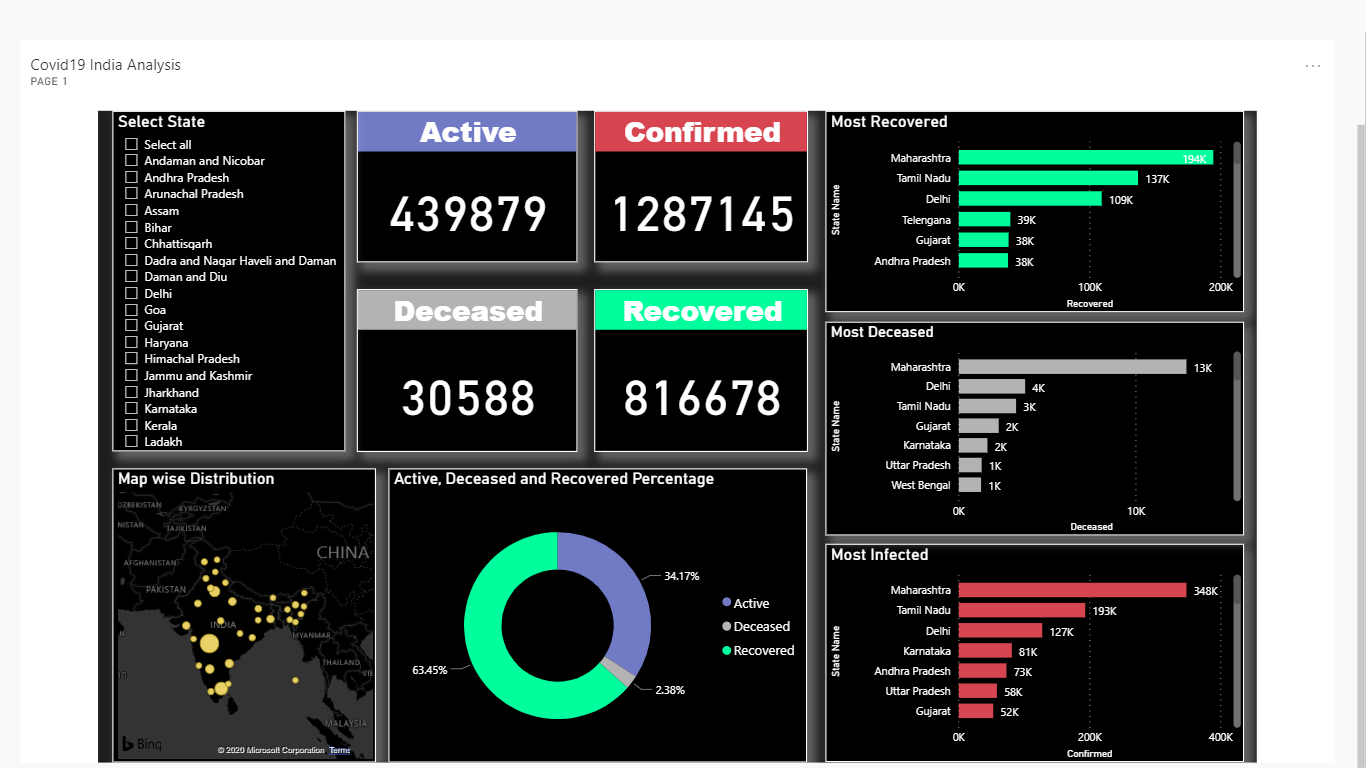 Covid19 India Analysis
PAGE 1
...
Select State
Select all
Andaman and Nicobar
Andhra Pradesh
Arunachal Pradesh
Assam
Bihar
Chhattisgarh
Dadra and Nagar Haveli and Daman
Daman and Diu
Delhi
Goa
Gujarat
Haryana
Himachal Pradesh
Jammu and Kashmir
Jharkhand
Karnataka
Kerala
Ladakh
Active
439879
Confirmed
1287145
Deceased
30588
Recovered
816678
Most Recovered
State Name
Maharashtra 194K
Tamil Nadu 137K
Delhi 109K
Telengana 39K
Gujarat 38K
Andhra Pradesh 38K
0K 100K 200K
Recovered
Most Deceased
State Name
Maharashtra 13K
Delhi 4K
Tamil Nadu 3K
Gujarat 2K
Karnataka 2K
Uttar Pradesh 1K
West Bengal 1K
0K 10K
Deceased
Map wise Distribution
KYRGYZSTAN
TAJIKISTAN
CHINA
AFGHANISTAN
PAKISTAN
INDIA
MYANMAR
THAILAND
MALAYSIA
Bing
© 2020 Microsoft Corporation Terms
Active, Deceased and Recovered Percentage
34.17%
63.45%
2.38%
Active
Deceased
Recovered
Most Infected
State Name
Maharashtra 348K
Tamil Nadu 193K
Delhi 127K
Karnataka 81K
Andhra Pradesh 73K
Uttar Pradesh 58K
Gujarat 52K
0K 200K 400K
Confirmed